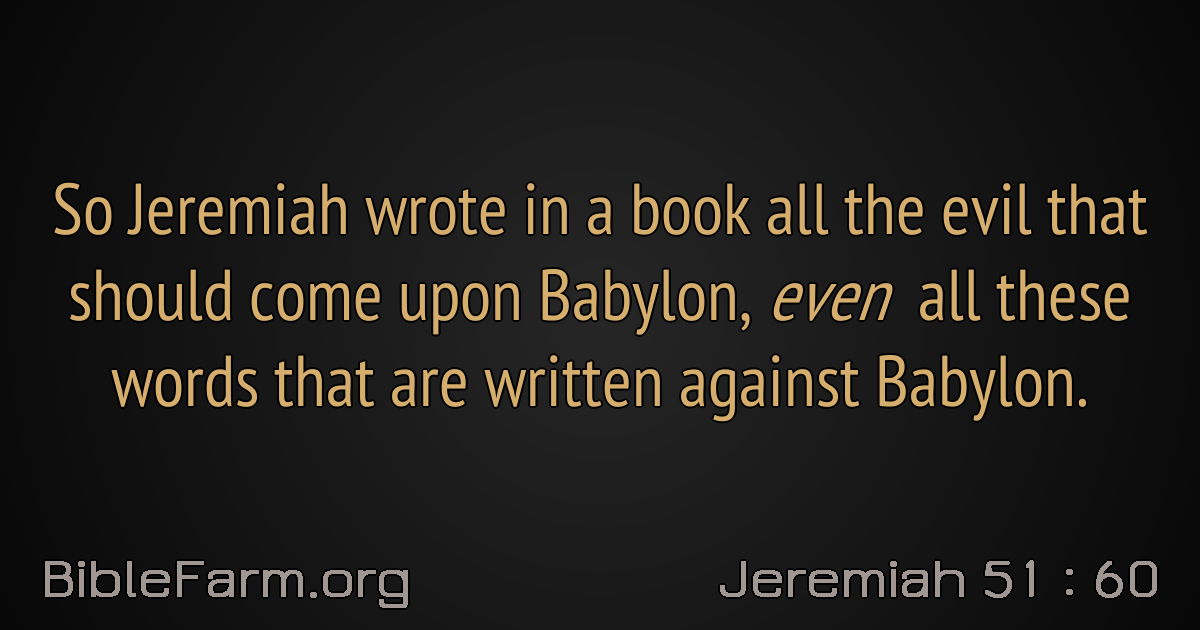 So Jeremiah wrote in a book all the evil that
should come upon Babylon, even all these
words that are written against Babylon.
BibleFarm.org
Jeremiah 51 : 60